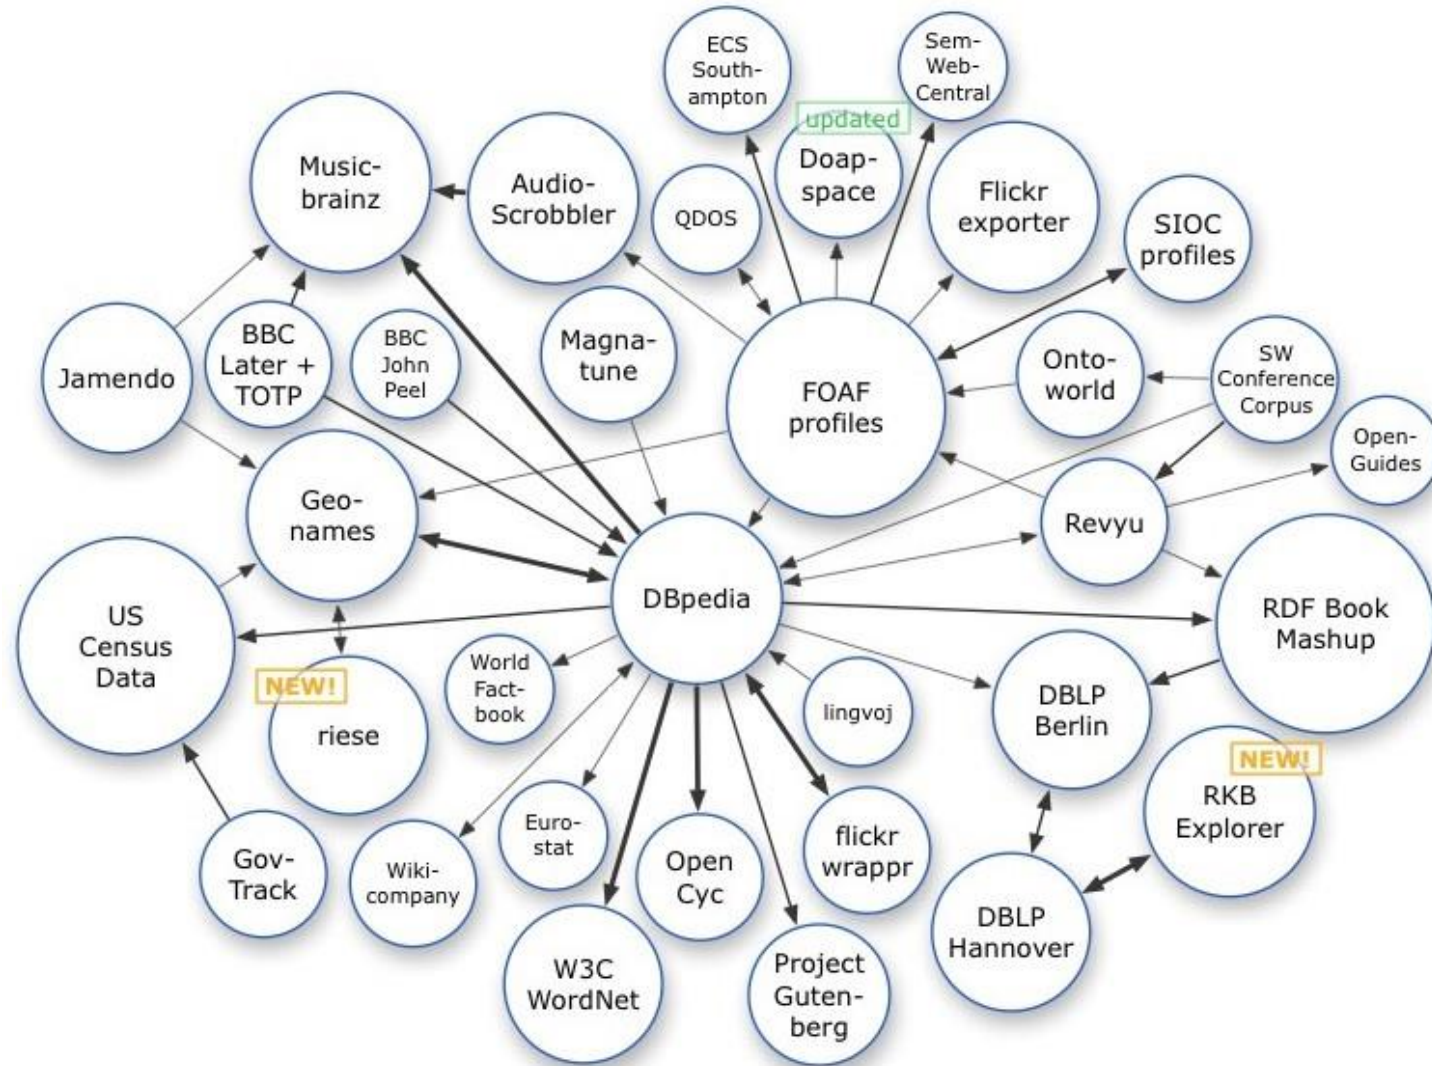 ECS
South-
ampton
Sem-
Web-
Central
updated
Doap-
space
Music-
brainz
Audio-
Scrobbler
QDOS
Flickr
exporter
SIOC
profiles
Jamendo
BBC
Later +
TOTP
BBC
John
Peel
Magna-
tune
FOAF
profiles
Onto-
world
SW
Conference
Corpus
Open-
Guides
Geo-
names
Revyu
DBpedia
US
Census
Data
RDF Book
Mashup
NEW!
riese
World
Fact-
book
lingvoj
DBLP
Berlin
NEW!
RKB
Explorer
Gov-
Track
Wiki-
company
Euro-
stat
Open
Cyc
flickr
wrappr
DBLP
Hannover
W3C
WordNet
Project
Guten-
berg